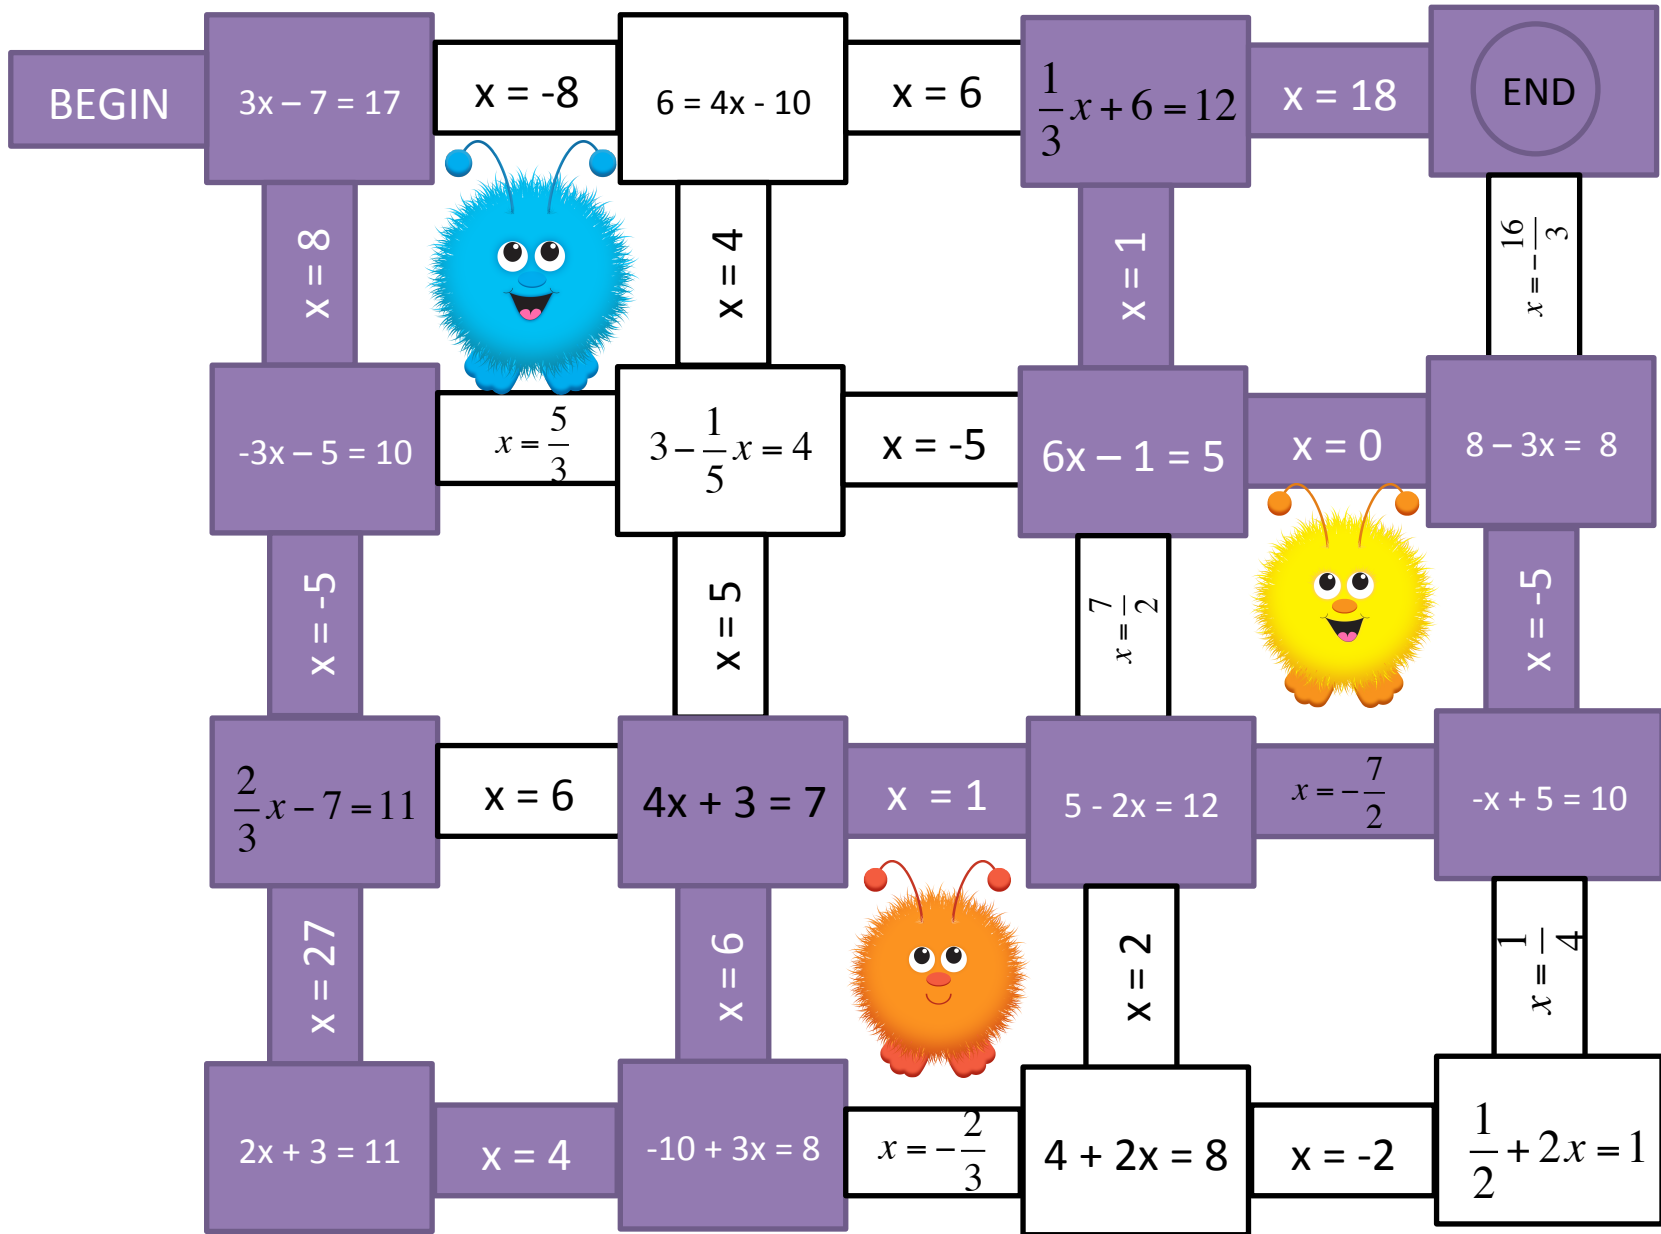 BEGIN
3x – 7 = 17
x = -8
6 = 4x - 10
x = 6
1/3 x + 6 = 12
x = 18
END
x = 8
x = 4
x = 1
x = -16/3
-3x – 5 = 10
x = 5/3
3 - 1/5 x = 4
x = -5
6x – 1 = 5
x = 0
8 – 3x = 8
x = -5
x = 5
x = 7/2
x = -5
2/3 x - 7 = 11
x = 6
4x + 3 = 7
x = 1
5 - 2x = 12
x = -7/2
-x + 5 = 10
x = 27
x = 6
x = 2
x = 1/4
2x + 3 = 11
x = 4
-10 + 3x = 8
x = -2/3
4 + 2x = 8
x = -2
1/2 + 2x = 1